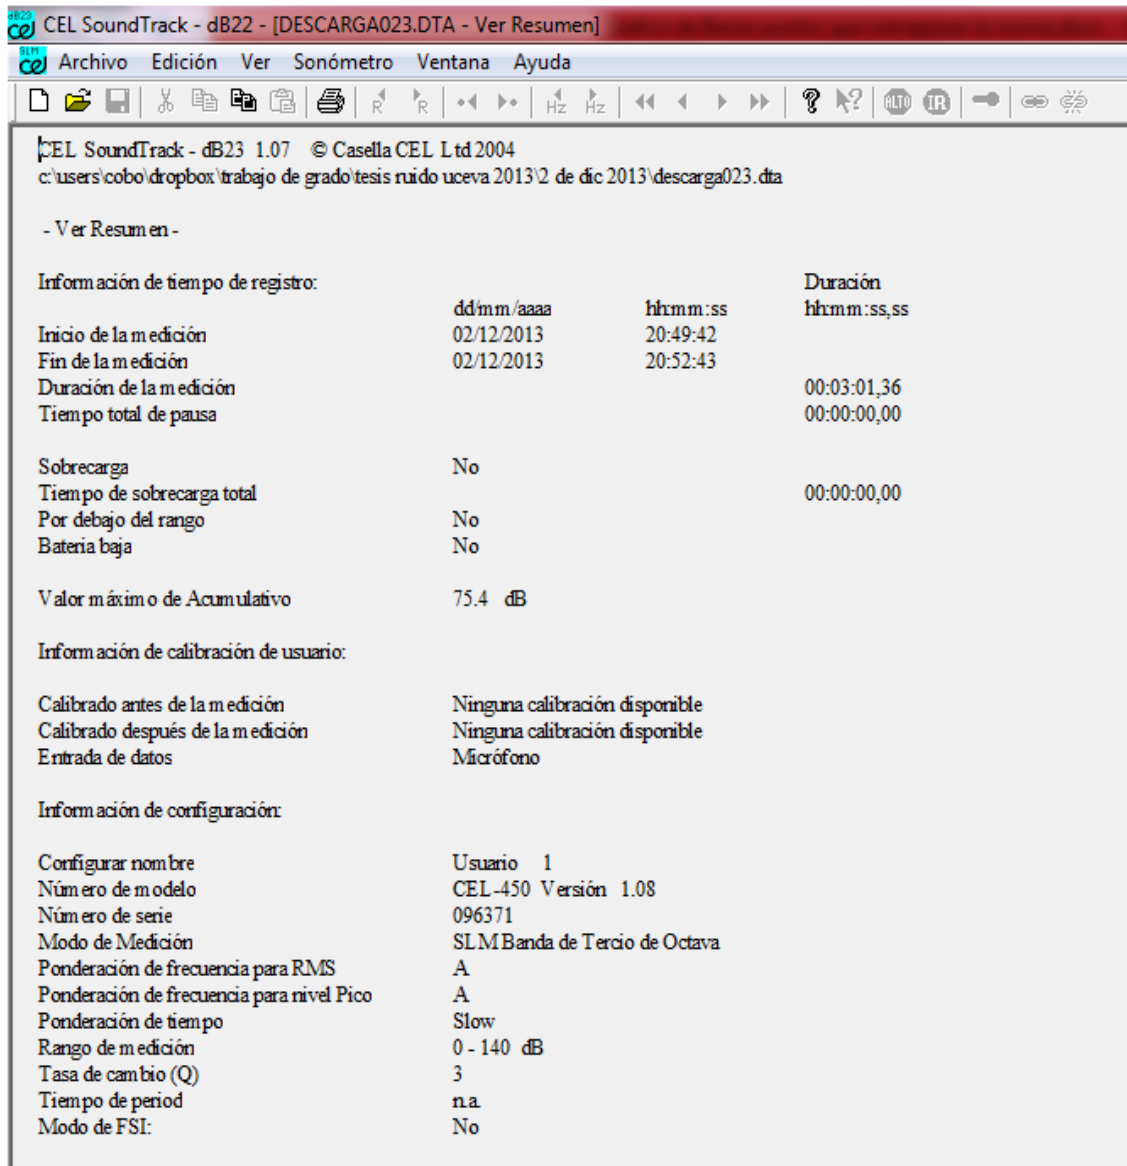 CEL SoundTrack - dB22 - [DESCARGA023.DTA - Ver Resumen]
Archivo Edición Ver Sonómetro Ventana Ayuda
CEL SoundTrack - dB23 1.07 © Casella CEL Ltd 2004
c:\users\cobo\dropbox\trabajo de grado\tesis ruido uceva 2013\2 de dic 2013\descarga023.dta
- Ver Resumen -
Información de tiempo de registro: Duración
dd/mm/aaaa hh:mm:ss hh:mm:ss,ss
Inicio de la medición 02/12/2013 20:49:42
Fin de la medición 02/12/2013 20:52:43
Duración de la medición 00:03:01,36
Tiempo total de pausa 00:00:00,00
Sobrecarga No
Tiempo de sobrecarga total 00:00:00,00
Por debajo del rango No
Bateria baja No
Valor máximo de Acumulativo 75.4 dB
Información de calibración de usuario:
Calibrado antes de la medición Ninguna calibración disponible
Calibrado después de la medición Ninguna calibración disponible
Entrada de datos Micrófono
Información de configuración:
Configurar nombre Usuario 1
Número de modelo CEL-450 Versión 1.08
Número de serie 096371
Modo de Medición SLM Banda de Tercio de Octava
Ponderación de frecuencia para RMS A
Ponderación de frecuencia para nivel Pico A
Ponderación de tiempo Slow
Rango de medición 0 - 140 dB
Tasa de cambio (Q) 3
Tiempo de period n.a.
Modo de FSI: No